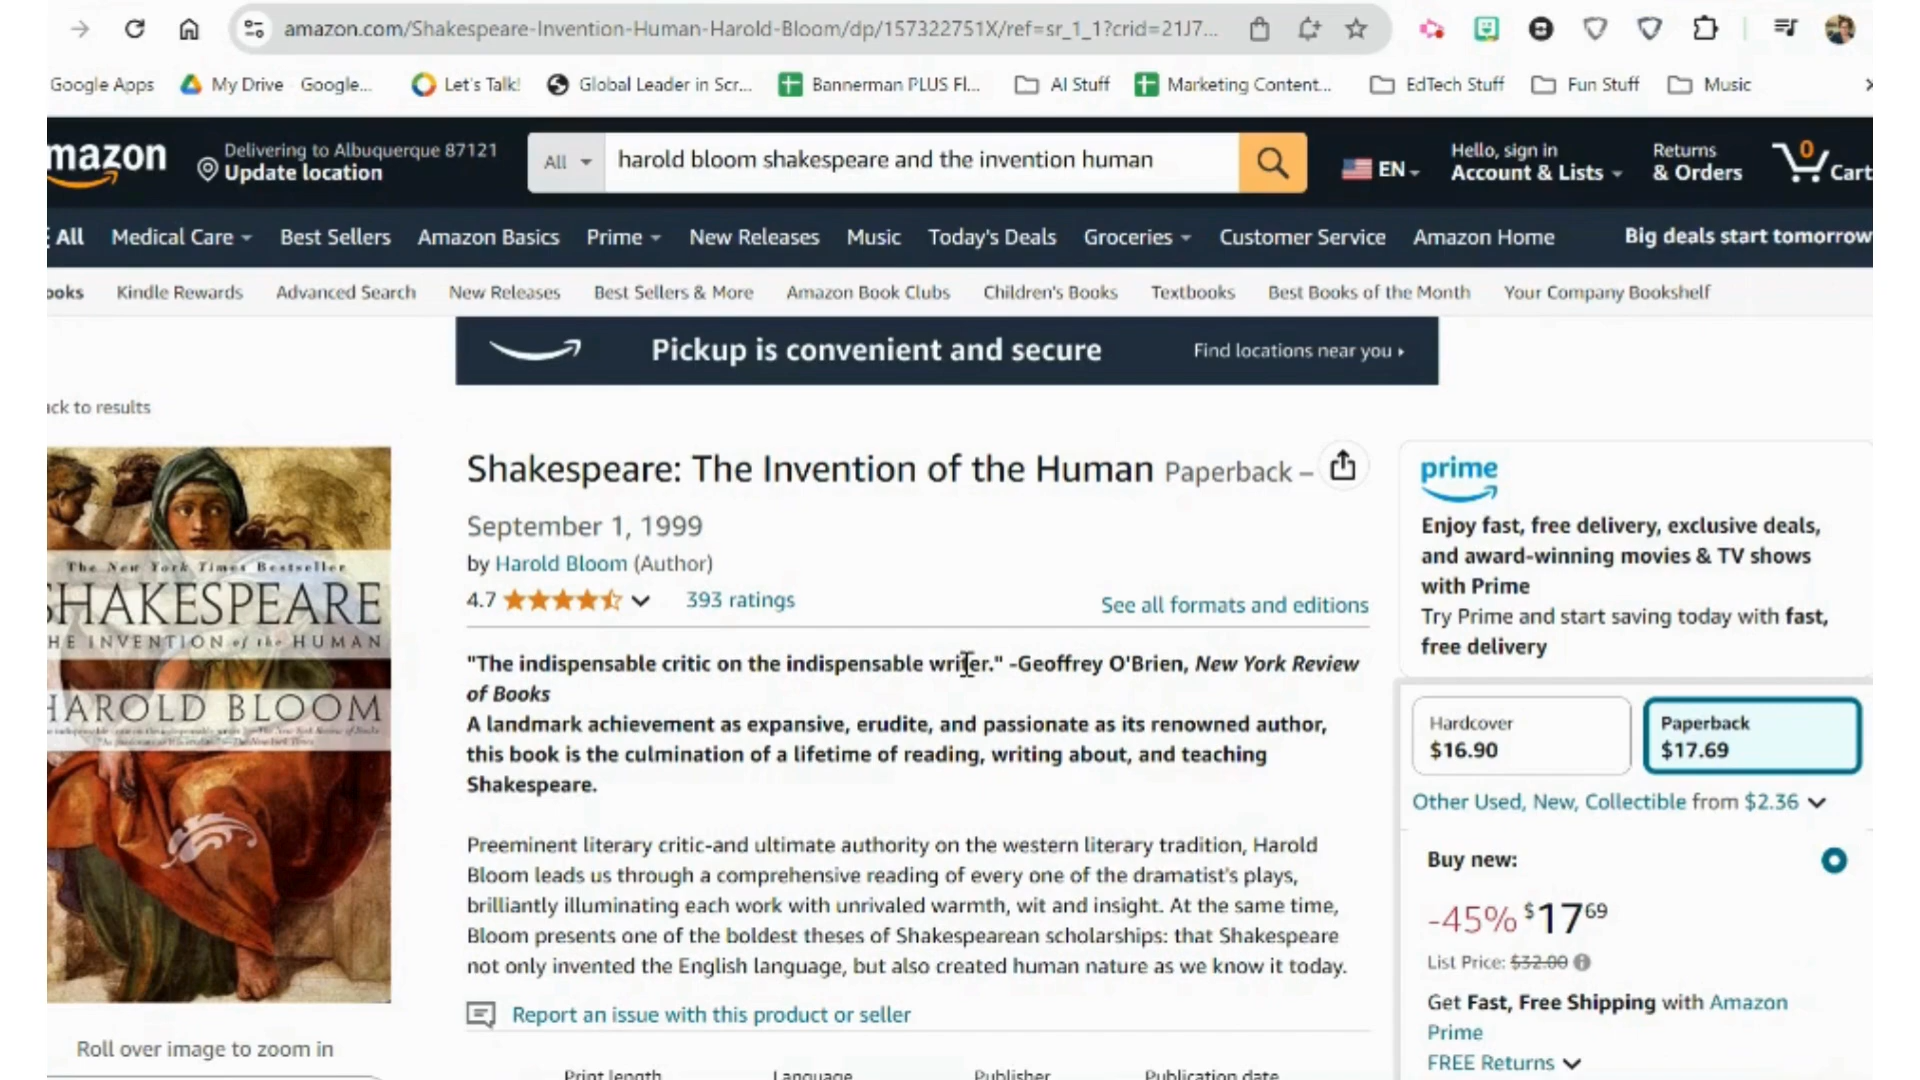 amazon.com/Shakespeare-Invention-Human-Harold-Bloom/dp/157322751X/ref=sr_1_1?crid=21J7...
Google Apps My Drive Google... Let's Talk! Global Leader in Scr... Bannerman PLUS Fl... AI Stuff Marketing Content... EdTech Stuff Fun Stuff Music
mazon
Delivering to Albuquerque 87121
Update location
All harold bloom shakespeare and the invention human
EN
Hello, sign in
Account & Lists
Returns
& Orders
0
Cart
All Medical Care Best Sellers Amazon Basics Prime New Releases Music Today's Deals Groceries Customer Service Amazon Home Big deals start tomorrow
ooks Kindle Rewards Advanced Search New Releases Best Sellers & More Amazon Book Clubs Children's Books Textbooks Best Books of the Month Your Company Bookshelf
Pickup is convenient and secure Find locations near you
ck to results
The New York Times Bestseller
SHAKESPEARE
HE INVENTION of the HUMAN
HAROLD BLOOM
Roll over image to zoom in
Shakespeare: The Invention of the Human Paperback –
September 1, 1999
by Harold Bloom (Author)
4.7 393 ratings
See all formats and editions
"The indispensable critic on the indispensable writer." -Geoffrey O'Brien, New York Review
of Books
A landmark achievement as expansive, erudite, and passionate as its renowned author,
this book is the culmination of a lifetime of reading, writing about, and teaching
Shakespeare.
Preeminent literary critic-and ultimate authority on the western literary tradition, Harold
Bloom leads us through a comprehensive reading of every one of the dramatist's plays,
brilliantly illuminating each work with unrivaled warmth, wit and insight. At the same time,
Bloom presents one of the boldest theses of Shakespearean scholarships: that Shakespeare
not only invented the English language, but also created human nature as we know it today.
Report an issue with this product or seller
Print length Language Publisher Publication date
prime
Enjoy fast, free delivery, exclusive deals,
and award-winning movies & TV shows
with Prime
Try Prime and start saving today with fast,
free delivery
Hardcover
$16.90
Paperback
$17.69
Other Used, New, Collectible from $2.36
Buy new:
-45% $17 69
List Price: $32.00
Get Fast, Free Shipping with Amazon
Prime
FREE Returns